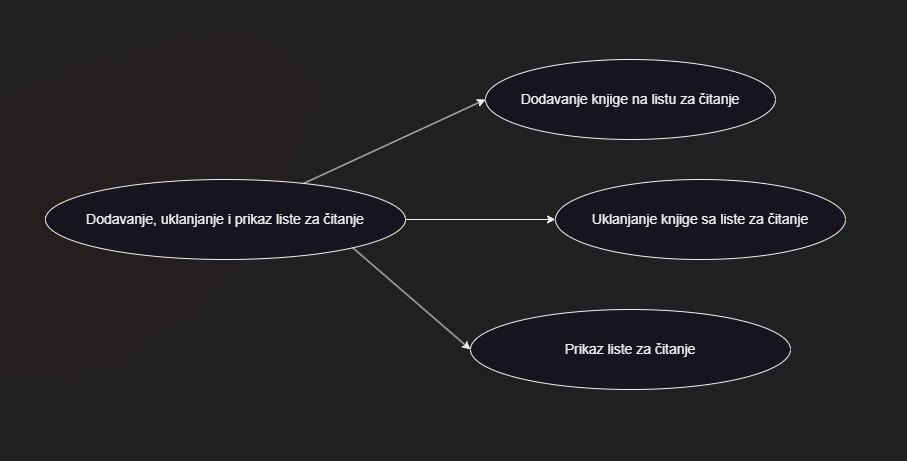 Dodavanje knjige na listu za čitanje
Dodavanje, uklanjanje i prikaz liste za čitanje
Uklanjanje knjige sa liste za čitanje
Prikaz liste za čitanje